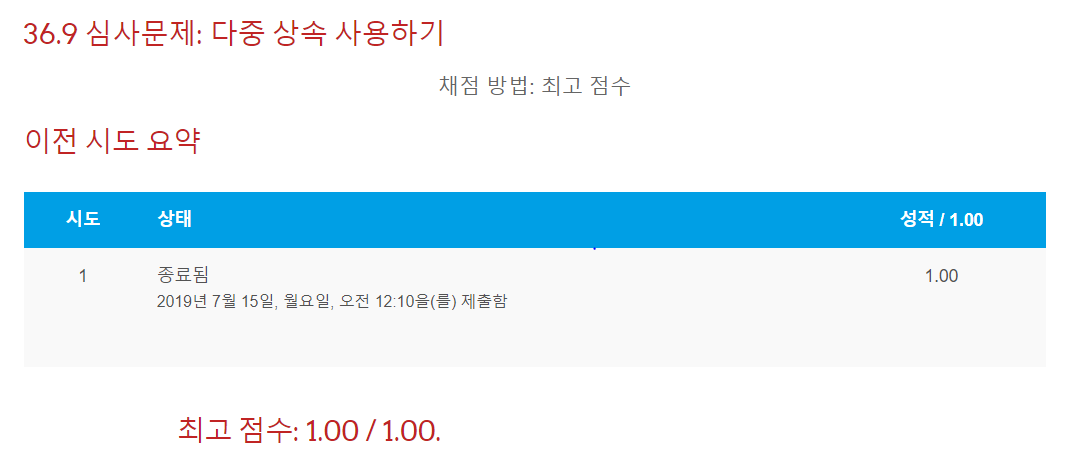 36.9 심사문제: 다중 상속 사용하기
채점 방법: 최고 점수
이전 시도 요약
시도 상태 성적 / 1.00
1 종료됨 1.00
2019년 7월 15일, 월요일, 오전 12:10을(를) 제출함
최고 점수: 1.00 / 1.00.